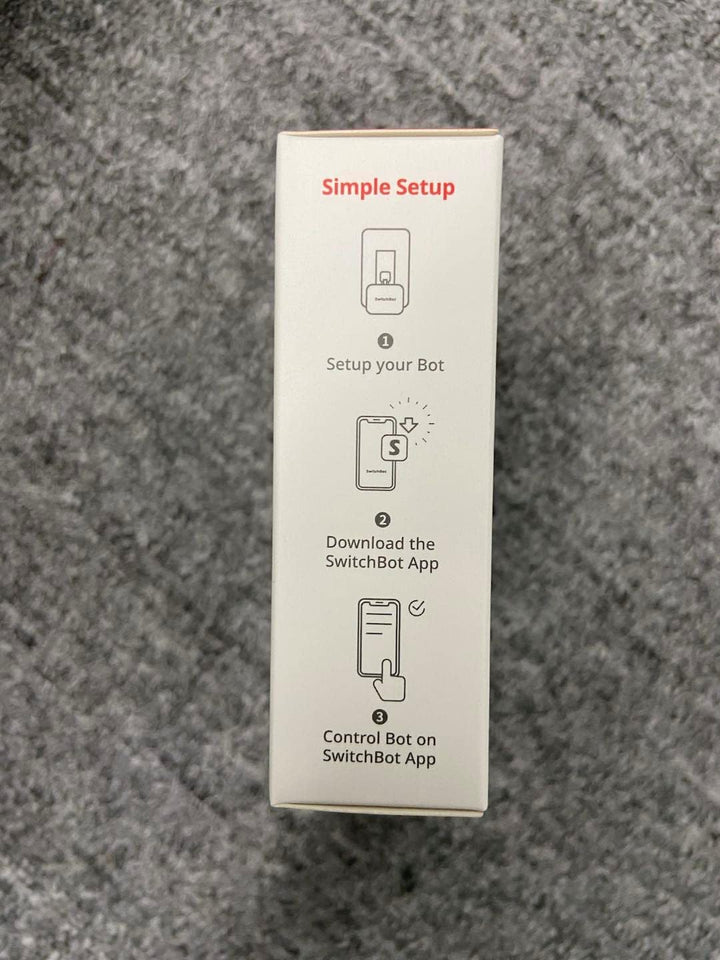 Simple Setup
SwitchBot
1
Setup your Bot
S
SwitchBot
2
Download the
SwitchBot App
3
Control Bot on
SwitchBot App